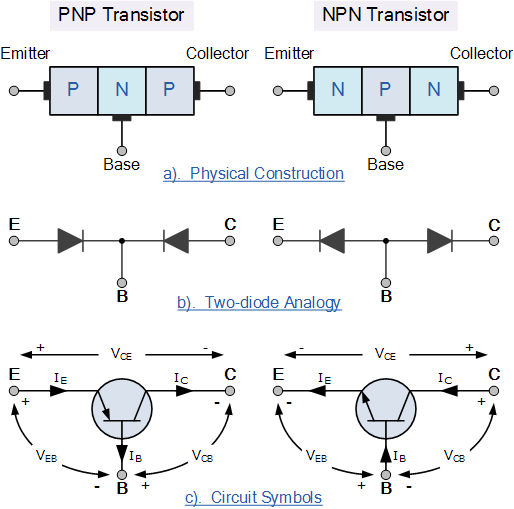 PNP Transistor NPN Transistor
Emitter Collector Emitter Collector
P N P N P N
Base Base
a). Physical Construction
E C E C
B B
b). Two-diode Analogy
+ VCE - - VCE +
E IE IC C E IE IC C
+ - - +
VEB IB VCB VEB IB VCB
- B + + B -
c). Circuit Symbols